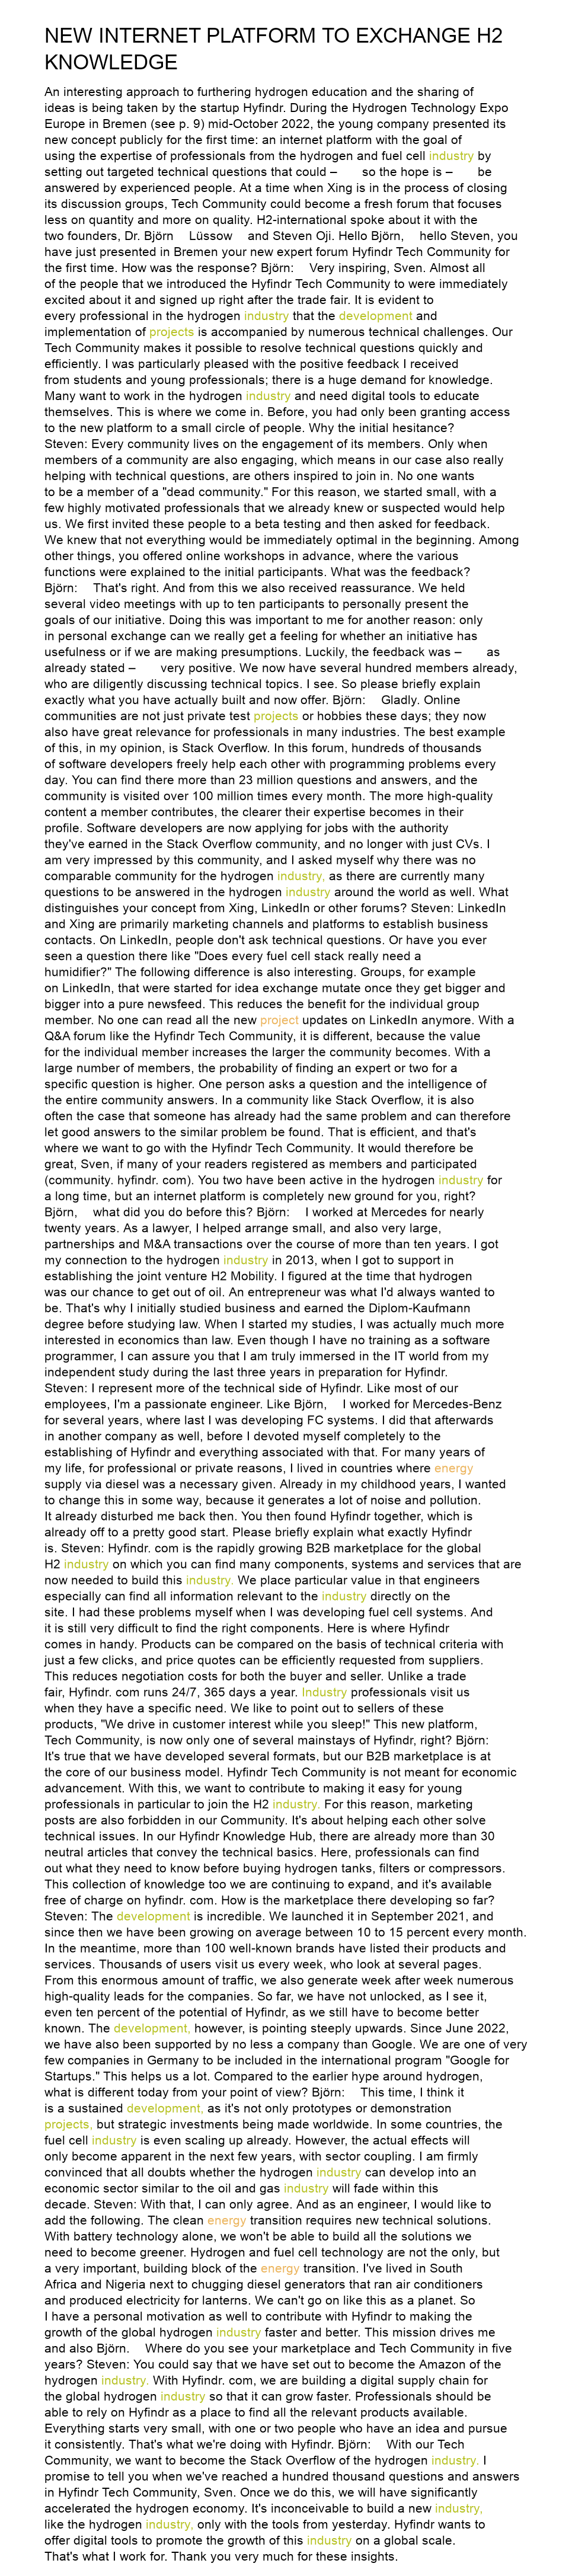 NEW INTERNET PLATFORM TO EXCHANGE H2
KNOWLEDGE
An interesting approach to furthering hydrogen education and the sharing of
ideas is being taken by the startup Hyfindr. During the Hydrogen Technology Expo
Europe in Bremen (see p. 9) mid-October 2022, the young company presented its
new concept publicly for the first time: an internet platform with the goal of
using the expertise of professionals from the hydrogen and fuel cell industry by
setting out targeted technical questions that could – so the hope is – be
answered by experienced people. At a time when Xing is in the process of closing
its discussion groups, Tech Community could become a fresh forum that focuses
less on quantity and more on quality. H2-international spoke about it with the
two founders, Dr. Björn Lüssow and Steven Oji. Hello Björn, hello Steven, you
have just presented in Bremen your new expert forum Hyfindr Tech Community for
the first time. How was the response? Björn: Very inspiring, Sven. Almost all
of the people that we introduced the Hyfindr Tech Community to were immediately
excited about it and signed up right after the trade fair. It is evident to
every professional in the hydrogen industry that the development and
implementation of projects is accompanied by numerous technical challenges. Our
Tech Community makes it possible to resolve technical questions quickly and
efficiently. I was particularly pleased with the positive feedback I received
from students and young professionals; there is a huge demand for knowledge.
Many want to work in the hydrogen industry and need digital tools to educate
themselves. This is where we come in. Before, you had only been granting access
to the new platform to a small circle of people. Why the initial hesitance?
Steven: Every community lives on the engagement of its members. Only when
members of a community are also engaging, which means in our case also really
helping with technical questions, are others inspired to join in. No one wants
to be a member of a "dead community." For this reason, we started small, with a
few highly motivated professionals that we already knew or suspected would help
us. We first invited these people to a beta testing and then asked for feedback.
We knew that not everything would be immediately optimal in the beginning. Among
other things, you offered online workshops in advance, where the various
functions were explained to the initial participants. What was the feedback?
Björn: That's right. And from this we also received reassurance. We held
several video meetings with up to ten participants to personally present the
goals of our initiative. Doing this was important to me for another reason: only
in personal exchange can we really get a feeling for whether an initiative has
usefulness or if we are making presumptions. Luckily, the feedback was – as
already stated – very positive. We now have several hundred members already,
who are diligently discussing technical topics. I see. So please briefly explain
exactly what you have actually built and now offer. Björn: Gladly. Online
communities are not just private test projects or hobbies these days; they now
also have great relevance for professionals in many industries. The best example
of this, in my opinion, is Stack Overflow. In this forum, hundreds of thousands
of software developers freely help each other with programming problems every
day. You can find there more than 23 million questions and answers, and the
community is visited over 100 million times every month. The more high-quality
content a member contributes, the clearer their expertise becomes in their
profile. Software developers are now applying for jobs with the authority
they've earned in the Stack Overflow community, and no longer with just CVs. I
am very impressed by this community, and I asked myself why there was no
comparable community for the hydrogen industry, as there are currently many
questions to be answered in the hydrogen industry around the world as well. What
distinguishes your concept from Xing, LinkedIn or other forums? Steven: LinkedIn
and Xing are primarily marketing channels and platforms to establish business
contacts. On LinkedIn, people don't ask technical questions. Or have you ever
seen a question there like "Does every fuel cell stack really need a
humidifier?" The following difference is also interesting. Groups, for example
on LinkedIn, that were started for idea exchange mutate once they get bigger and
bigger into a pure newsfeed. This reduces the benefit for the individual group
member. No one can read all the new project updates on LinkedIn anymore. With a
Q&A forum like the Hyfindr Tech Community, it is different, because the value
for the individual member increases the larger the community becomes. With a
large number of members, the probability of finding an expert or two for a
specific question is higher. One person asks a question and the intelligence of
the entire community answers. In a community like Stack Overflow, it is also
often the case that someone has already had the same problem and can therefore
let good answers to the similar problem be found. That is efficient, and that's
where we want to go with the Hyfindr Tech Community. It would therefore be
great, Sven, if many of your readers registered as members and participated
(community. hyfindr. com). You two have been active in the hydrogen industry for
a long time, but an internet platform is completely new ground for you, right?
Björn, what did you do before this? Björn: I worked at Mercedes for nearly
twenty years. As a lawyer, I helped arrange small, and also very large,
partnerships and M&A transactions over the course of more than ten years. I got
my connection to the hydrogen industry in 2013, when I got to support in
establishing the joint venture H2 Mobility. I figured at the time that hydrogen
was our chance to get out of oil. An entrepreneur was what I'd always wanted to
be. That's why I initially studied business and earned the Diplom-Kaufmann
degree before studying law. When I started my studies, I was actually much more
interested in economics than law. Even though I have no training as a software
programmer, I can assure you that I am truly immersed in the IT world from my
independent study during the last three years in preparation for Hyfindr.
Steven: I represent more of the technical side of Hyfindr. Like most of our
employees, I'm a passionate engineer. Like Björn, I worked for Mercedes-Benz
for several years, where last I was developing FC systems. I did that afterwards
in another company as well, before I devoted myself completely to the
establishing of Hyfindr and everything associated with that. For many years of
my life, for professional or private reasons, I lived in countries where energy
supply via diesel was a necessary given. Already in my childhood years, I wanted
to change this in some way, because it generates a lot of noise and pollution.
It already disturbed me back then. You then found Hyfindr together, which is
already off to a pretty good start. Please briefly explain what exactly Hyfindr
is. Steven: Hyfindr. com is the rapidly growing B2B marketplace for the global
H2 industry on which you can find many components, systems and services that are
now needed to build this industry. We place particular value in that engineers
especially can find all information relevant to the industry directly on the
site. I had these problems myself when I was developing fuel cell systems. And
it is still very difficult to find the right components. Here is where Hyfindr
comes in handy. Products can be compared on the basis of technical criteria with
just a few clicks, and price quotes can be efficiently requested from suppliers.
This reduces negotiation costs for both the buyer and seller. Unlike a trade
fair, Hyfindr. com runs 24/7, 365 days a year. Industry professionals visit us
when they have a specific need. We like to point out to sellers of these
products, "We drive in customer interest while you sleep!" This new platform,
Tech Community, is now only one of several mainstays of Hyfindr, right? Björn:
It's true that we have developed several formats, but our B2B marketplace is at
the core of our business model. Hyfindr Tech Community is not meant for economic
advancement. With this, we want to contribute to making it easy for young
professionals in particular to join the H2 industry. For this reason, marketing
posts are also forbidden in our Community. It's about helping each other solve
technical issues. In our Hyfindr Knowledge Hub, there are already more than 30
neutral articles that convey the technical basics. Here, professionals can find
out what they need to know before buying hydrogen tanks, filters or compressors.
This collection of knowledge too we are continuing to expand, and it's available
free of charge on hyfindr. com. How is the marketplace there developing so far?
Steven: The development is incredible. We launched it in September 2021, and
since then we have been growing on average between 10 to 15 percent every month.
In the meantime, more than 100 well-known brands have listed their products and
services. Thousands of users visit us every week, who look at several pages.
From this enormous amount of traffic, we also generate week after week numerous
high-quality leads for the companies. So far, we have not unlocked, as I see it,
even ten percent of the potential of Hyfindr, as we still have to become better
known. The development, however, is pointing steeply upwards. Since June 2022,
we have also been supported by no less a company than Google. We are one of very
few companies in Germany to be included in the international program "Google for
Startups." This helps us a lot. Compared to the earlier hype around hydrogen,
what is different today from your point of view? Björn: This time, I think it
is a sustained development, as it's not only prototypes or demonstration
projects, but strategic investments being made worldwide. In some countries, the
fuel cell industry is even scaling up already. However, the actual effects will
only become apparent in the next few years, with sector coupling. I am firmly
convinced that all doubts whether the hydrogen industry can develop into an
economic sector similar to the oil and gas industry will fade within this
decade. Steven: With that, I can only agree. And as an engineer, I would like to
add the following. The clean energy transition requires new technical solutions.
With battery technology alone, we won't be able to build all the solutions we
need to become greener. Hydrogen and fuel cell technology are not the only, but
a very important, building block of the energy transition. I've lived in South
Africa and Nigeria next to chugging diesel generators that ran air conditioners
and produced electricity for lanterns. We can't go on like this as a planet. So
I have a personal motivation as well to contribute with Hyfindr to making the
growth of the global hydrogen industry faster and better. This mission drives me
and also Björn. Where do you see your marketplace and Tech Community in five
years? Steven: You could say that we have set out to become the Amazon of the
hydrogen industry. With Hyfindr. com, we are building a digital supply chain for
the global hydrogen industry so that it can grow faster. Professionals should be
able to rely on Hyfindr as a place to find all the relevant products available.
Everything starts very small, with one or two people who have an idea and pursue
it consistently. That's what we're doing with Hyfindr. Björn: With our Tech
Community, we want to become the Stack Overflow of the hydrogen industry. I
promise to tell you when we've reached a hundred thousand questions and answers
in Hyfindr Tech Community, Sven. Once we do this, we will have significantly
accelerated the hydrogen economy. It's inconceivable to build a new industry,
like the hydrogen industry, only with the tools from yesterday. Hyfindr wants to
offer digital tools to promote the growth of this industry on a global scale.
That's what I work for. Thank you very much for these insights.